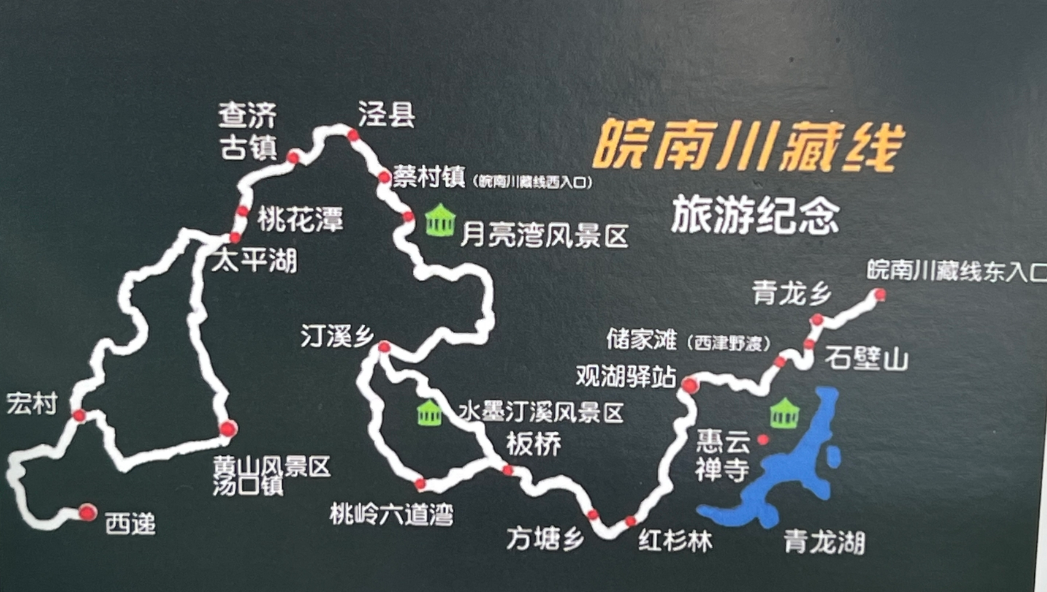 皖南川藏线
旅游纪念
查济
古镇
泾县
蔡村镇（皖南川藏线西入口）
桃花潭
月亮湾风景区
太平湖
皖南川藏线东入口
青龙乡
汀溪乡
储家滩（西津野渡）
石壁山
观湖驿站
宏村
水墨汀溪风景区
板桥
惠云
禅寺
黄山风景区
汤口镇
桃岭六道湾
西递
方塘乡
红杉林
青龙湖